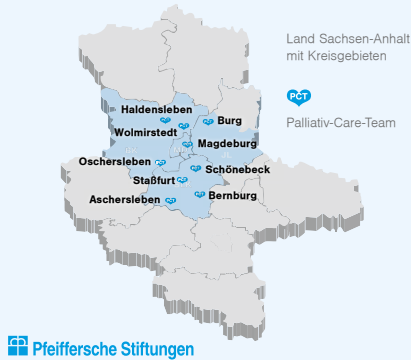 Land Sachsen-Anhalt
mit Kreisgebieten
PCT
Palliativ-Care-Team
Haldensleben
Burg
Wolmirstedt
Magdeburg
Oschersleben
Schönebeck
Staßfurt
Aschersleben
Bernburg
Pfeiffersche Stiftungen